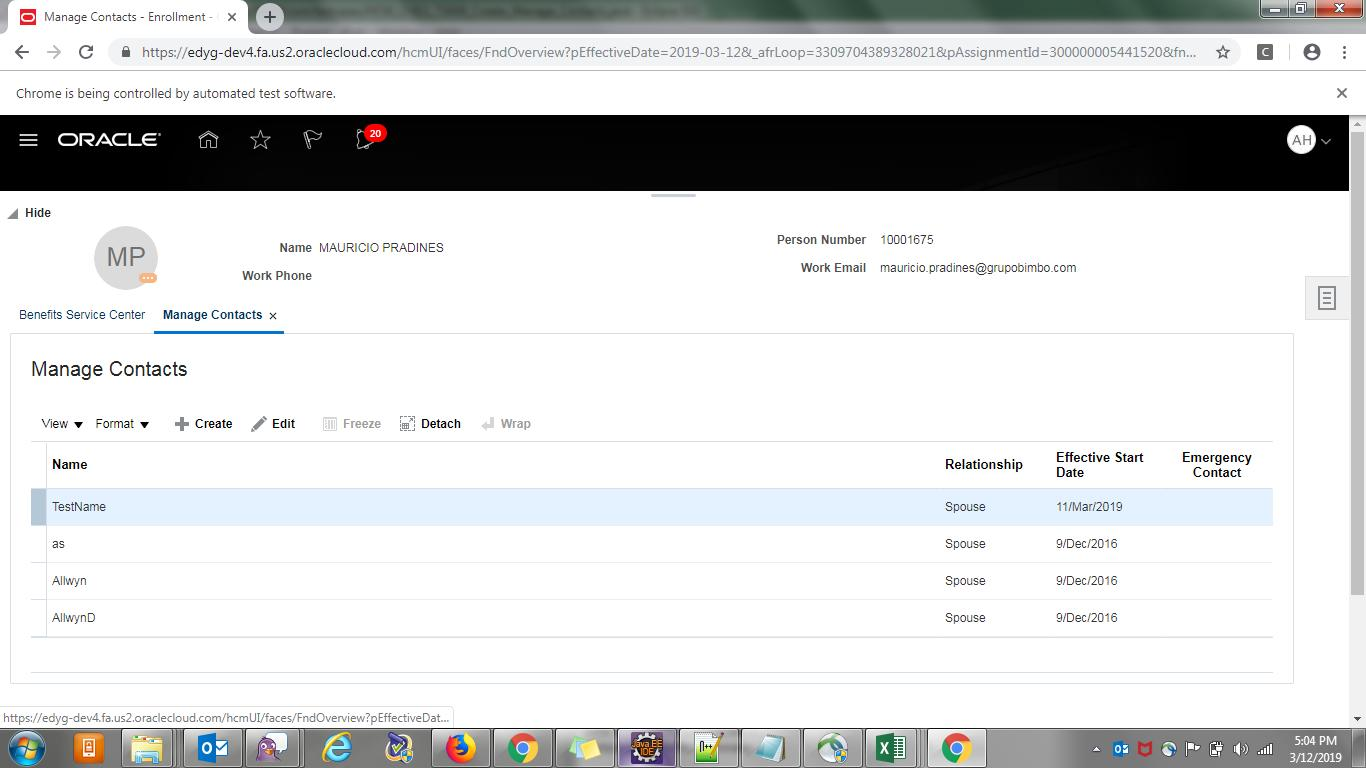 Manage Contacts - Enrollment -
https://edyg-dev4.fa.us2.oraclecloud.com/hcmUI/faces/FndOverview?pEffectiveDate=2019-03-12&_afrLoop=3309704389328021&pAssignmentId=300000005441520&fn...
C
Chrome is being controlled by automated test software.
ORACLE
20
AH
Hide
MP
Name MAURICIO PRADINES
Work Phone
Person Number 10001675
Work Email mauricio.pradines@grupobimbo.com
Benefits Service Center Manage Contacts
Manage Contacts
View Format Create Edit Freeze Detach Wrap
Name Relationship Effective Start Date Emergency Contact
TestName Spouse 11/Mar/2019
as Spouse 9/Dec/2016
Allwyn Spouse 9/Dec/2016
AllwynD Spouse 9/Dec/2016
https://edyg-dev4.fa.us2.oraclecloud.com/hcmUI/faces/FndOverview?pEffectiveDat...
Java EE
IDE
5:04 PM
3/12/2019